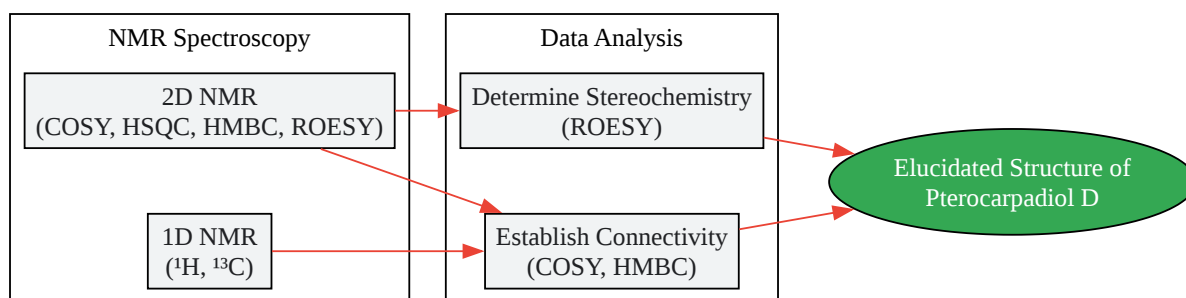 NMR Spectroscopy
2D NMR
(COSY, HSQC, HMBC, ROESY)
1D NMR
(¹H, ¹³C)
Data Analysis
Determine Stereochemistry
(ROESY)
Establish Connectivity
(COSY, HMBC)
Elucidated Structure of
Pterocarpadiol D